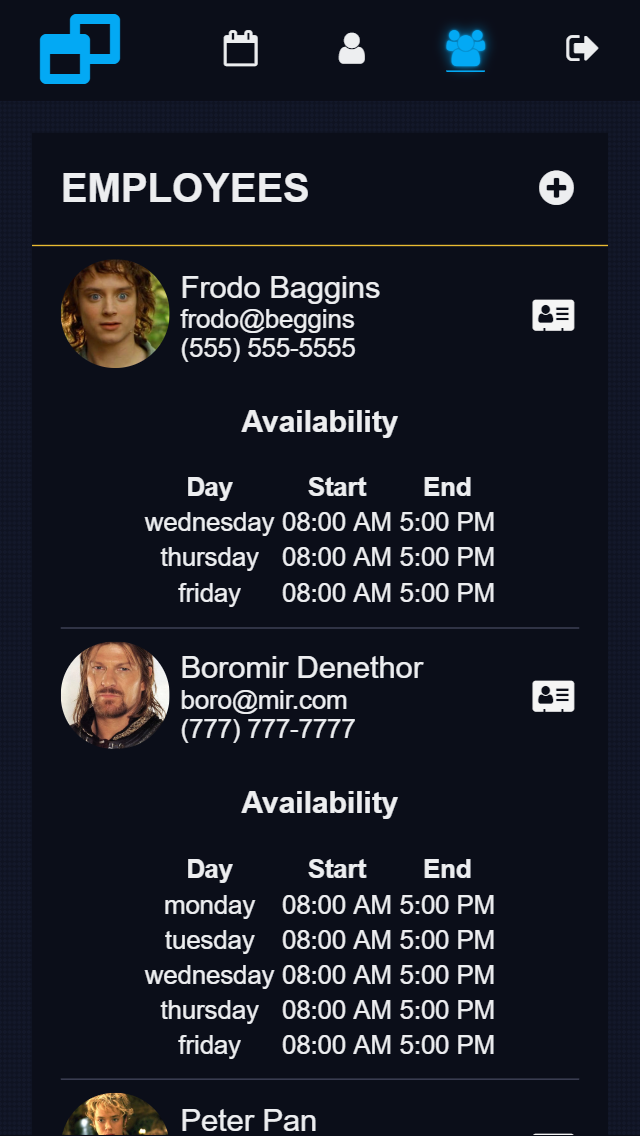 EMPLOYEES
Frodo Baggins
frodo@beggins
(555) 555-5555
Availability
Day Start End
wednesday 08:00 AM 5:00 PM
thursday 08:00 AM 5:00 PM
friday 08:00 AM 5:00 PM
Boromir Denethor
boro@mir.com
(777) 777-7777
Availability
Day Start End
monday 08:00 AM 5:00 PM
tuesday 08:00 AM 5:00 PM
wednesday 08:00 AM 5:00 PM
thursday 08:00 AM 5:00 PM
friday 08:00 AM 5:00 PM
Peter Pan